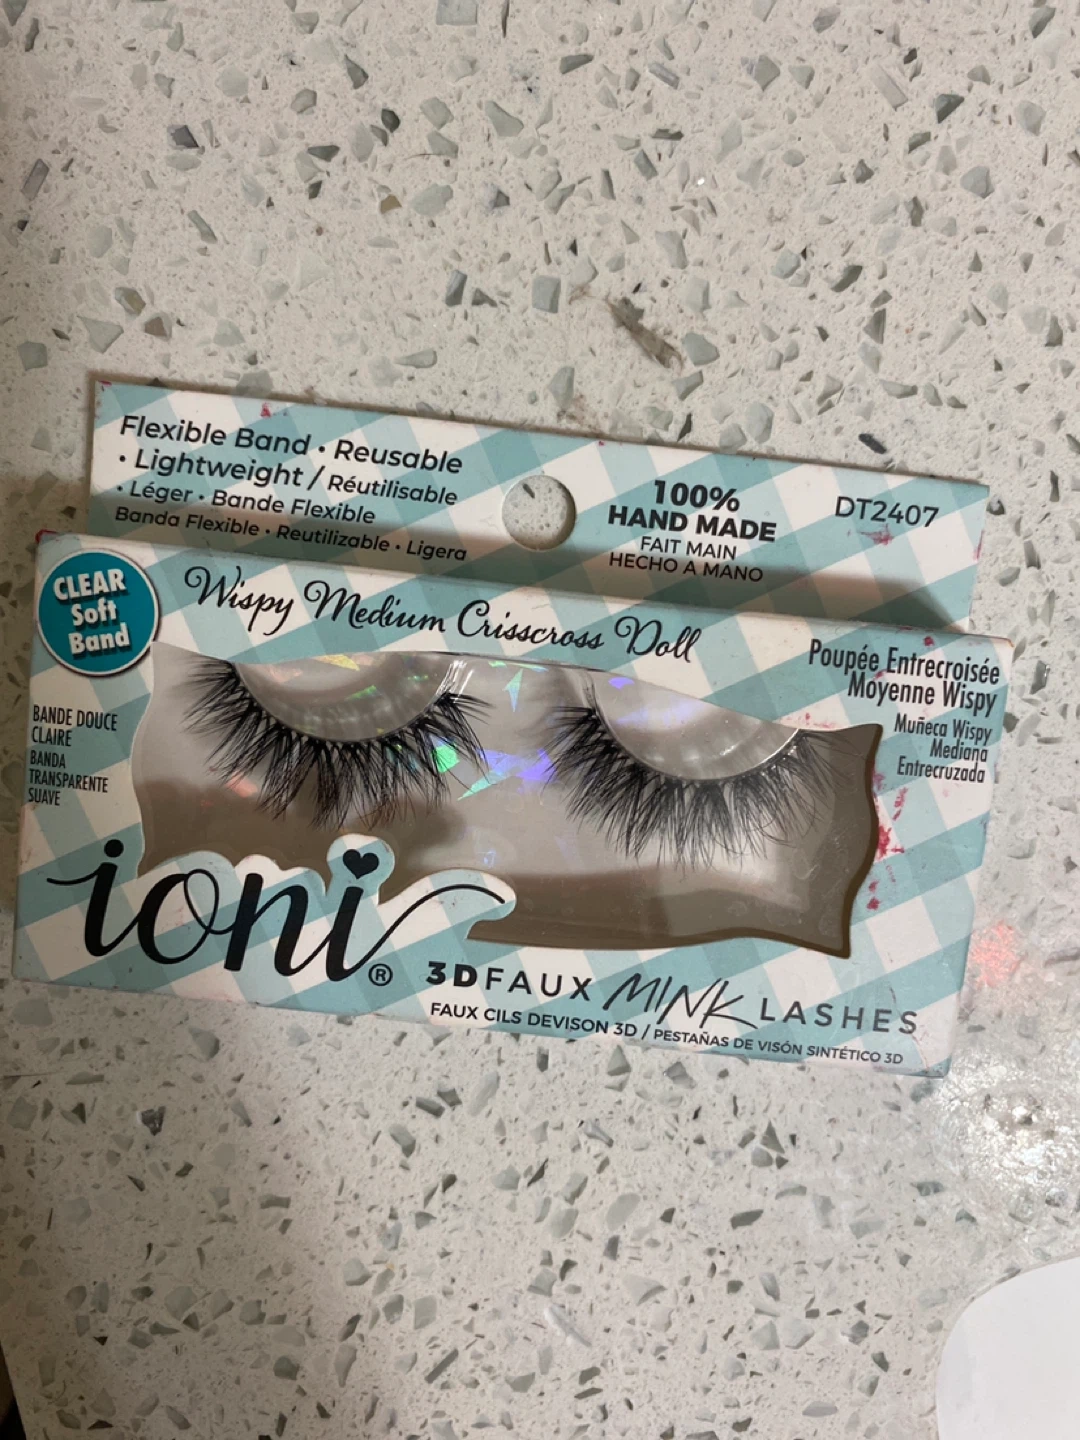 Flexible Band • Reusable
• Lightweight / Réutilisable
• Léger • Bande Flexible
Banda Flexible • Reutilizable • Ligera
100%
HAND MADE
FAIT MAIN
HECHO A MANO
DT2407
CLEAR
Soft
Band
Wispy Medium Crisscross Doll
Poupée Entrecroisée
Moyenne Wispy
Muñeca Wispy
Mediana
Entrecruzada
BANDE DOUCE
CLAIRE
BANDA
TRANSPARENTE
SUAVE
ioni®
3D FAUX MINK LASHES
FAUX CILS DEVISON 3D / PESTAÑAS DE VISÓN SINTÉTICO 3D